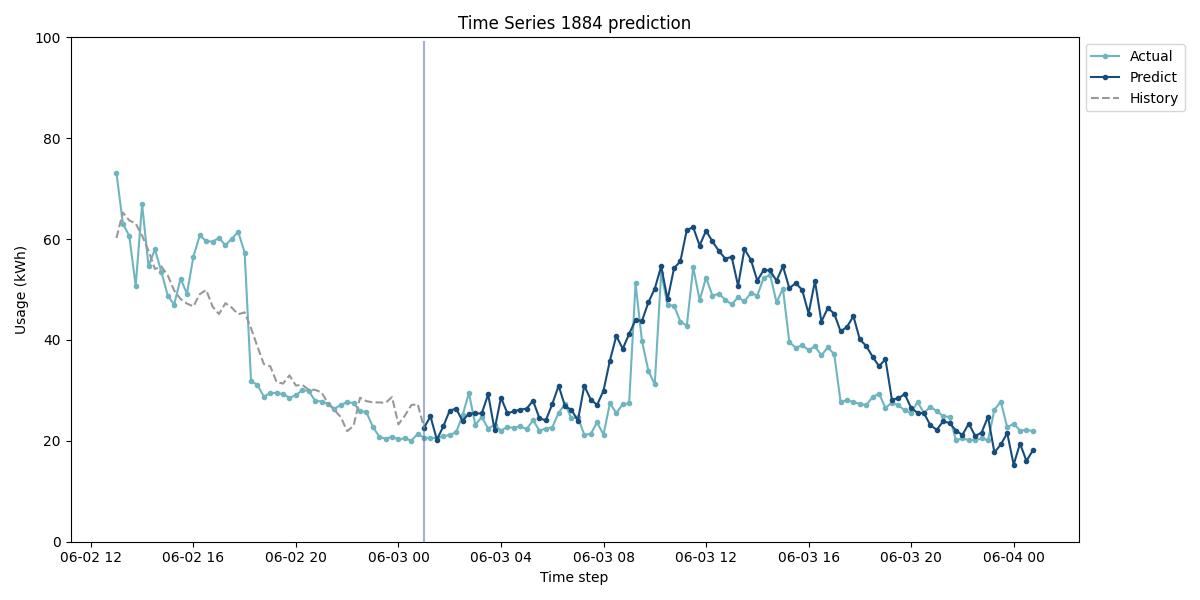 Time Series 1884 prediction
100
80
60
40
20
0
Usage (kWh)
06-02 12
06-02 16
06-02 20
06-03 00
06-03 04
06-03 08
06-03 12
06-03 16
06-03 20
06-04 00
Time step
Actual
Predict
History